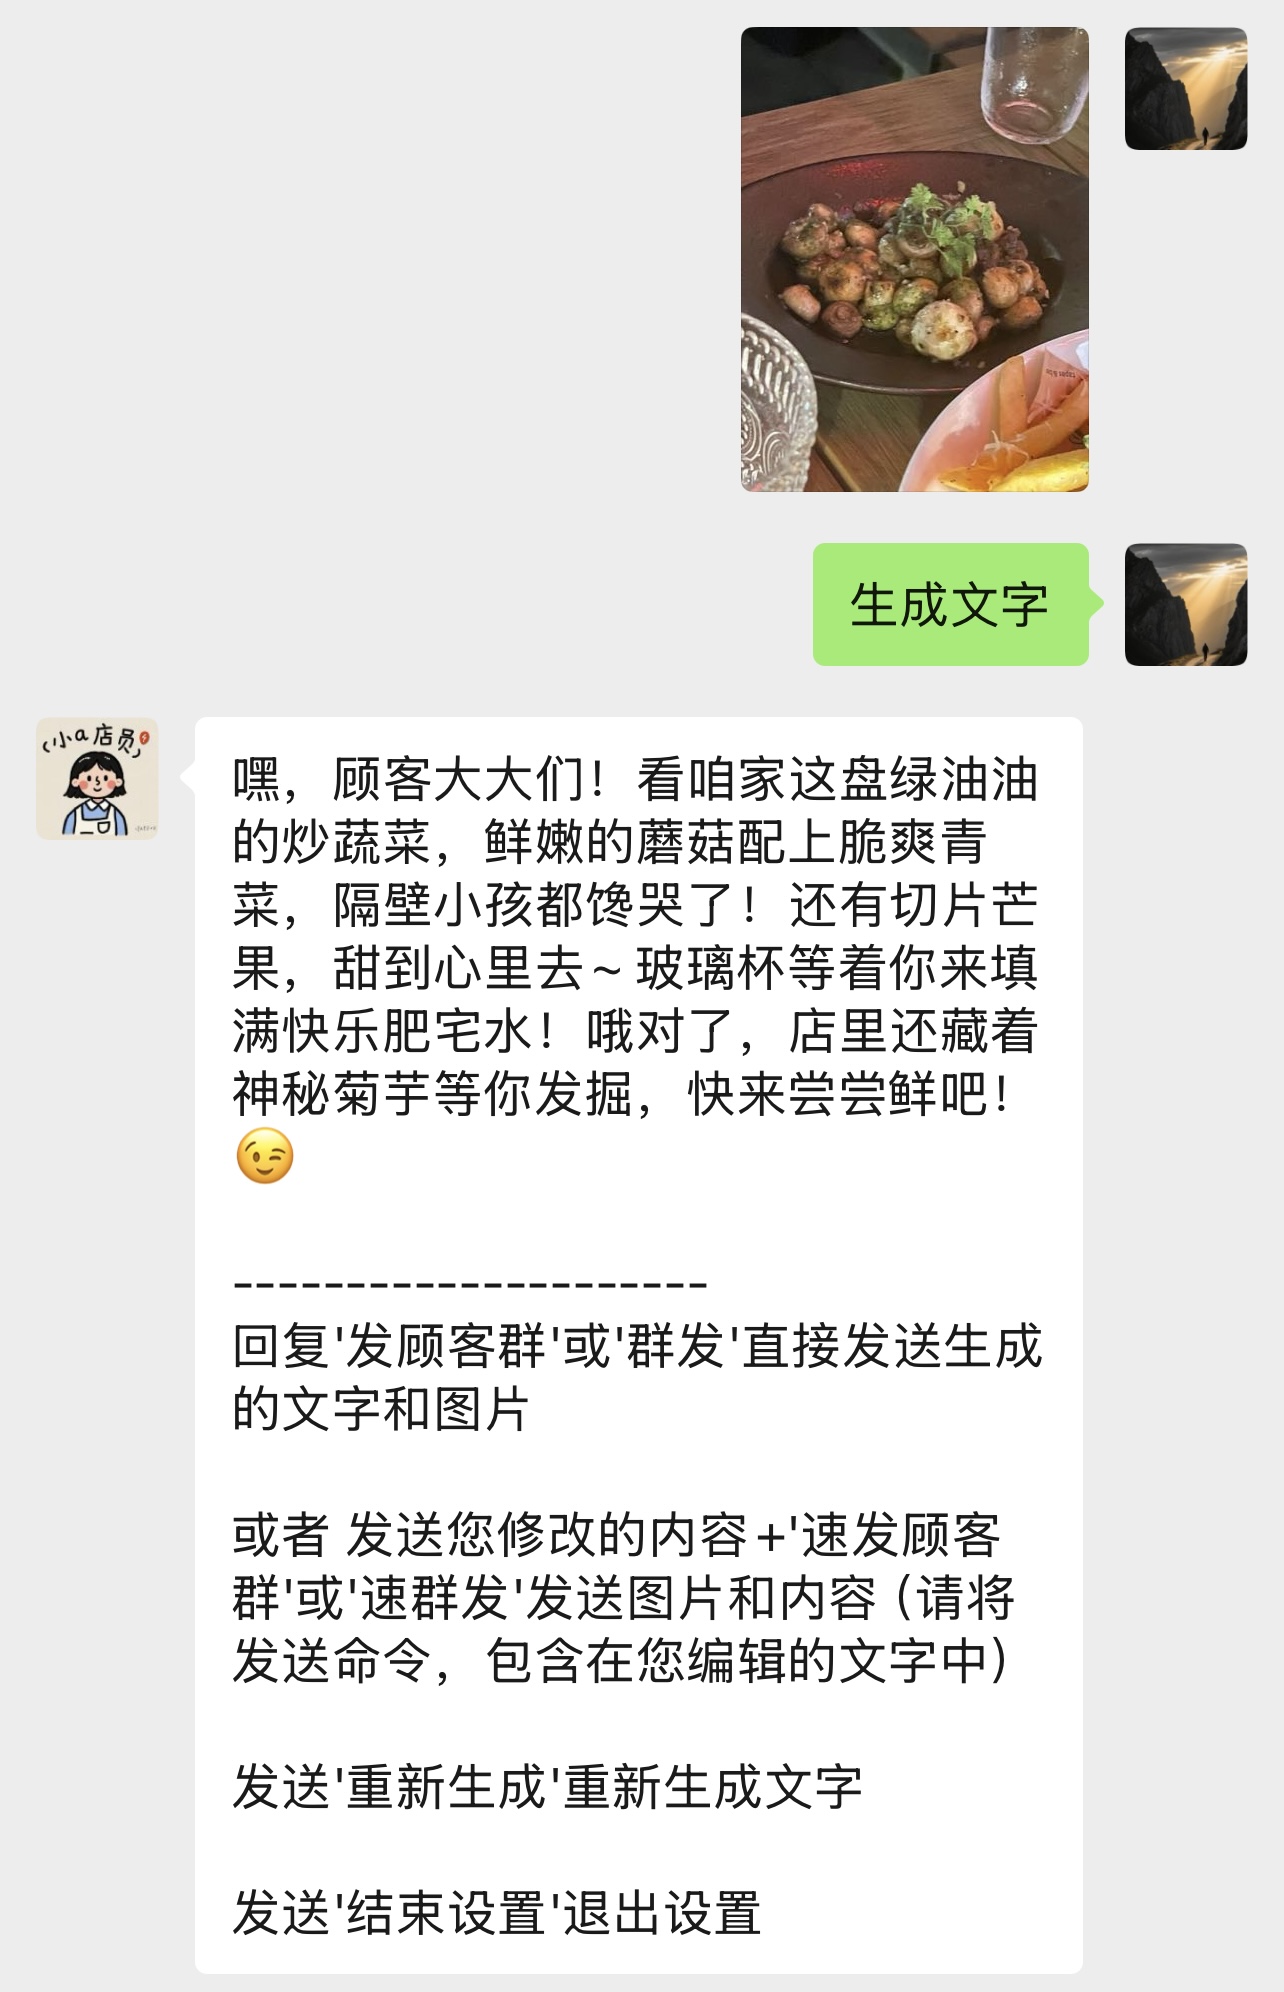 生成文字
小a店员
嘿，顾客大大们！看咱家这盘绿油油
的炒蔬菜，鲜嫩的蘑菇配上脆爽青
菜，隔壁小孩都馋哭了！还有切片芒
果，甜到心里去~玻璃杯等着你来填
满快乐肥宅水！哦对了，店里还藏着
神秘菊芋等你发掘，快来尝尝鲜吧！
😉
---------------------
回复'发顾客群'或'群发'直接发送生成
的文字和图片
或者 发送您修改的内容+'速发顾客
群'或'速群发'发送图片和内容（请将
发送命令，包含在您编辑的文字中）
发送'重新生成'重新生成文字
发送'结束设置'退出设置